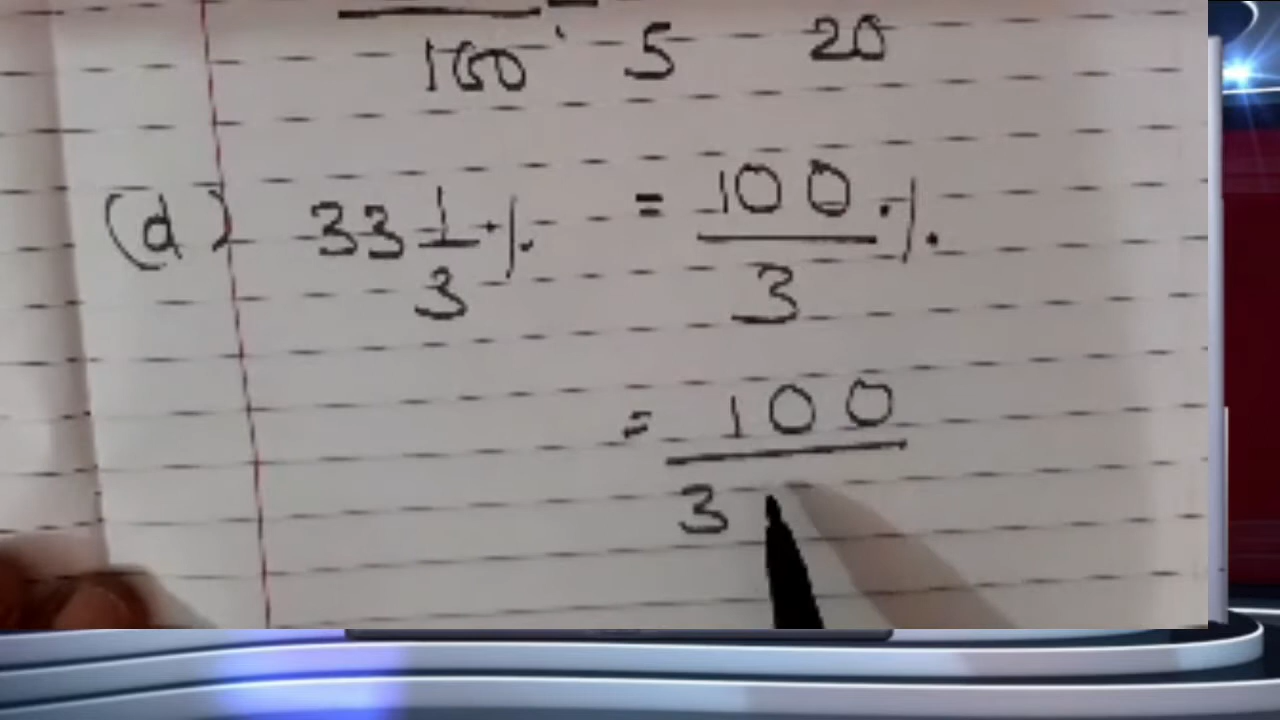 100 5 20
(d) 33 1/3 % = 100/3 %
= 100/3